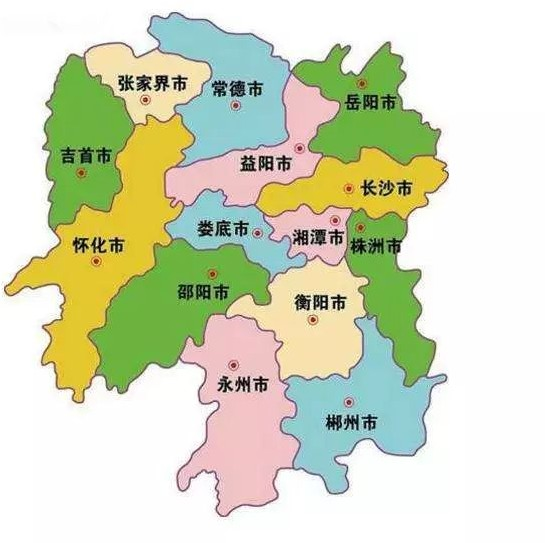 张家界市
常德市
岳阳市
吉首市
益阳市
长沙市
怀化市
娄底市
湘潭市
株洲市
邵阳市
衡阳市
永州市
郴州市